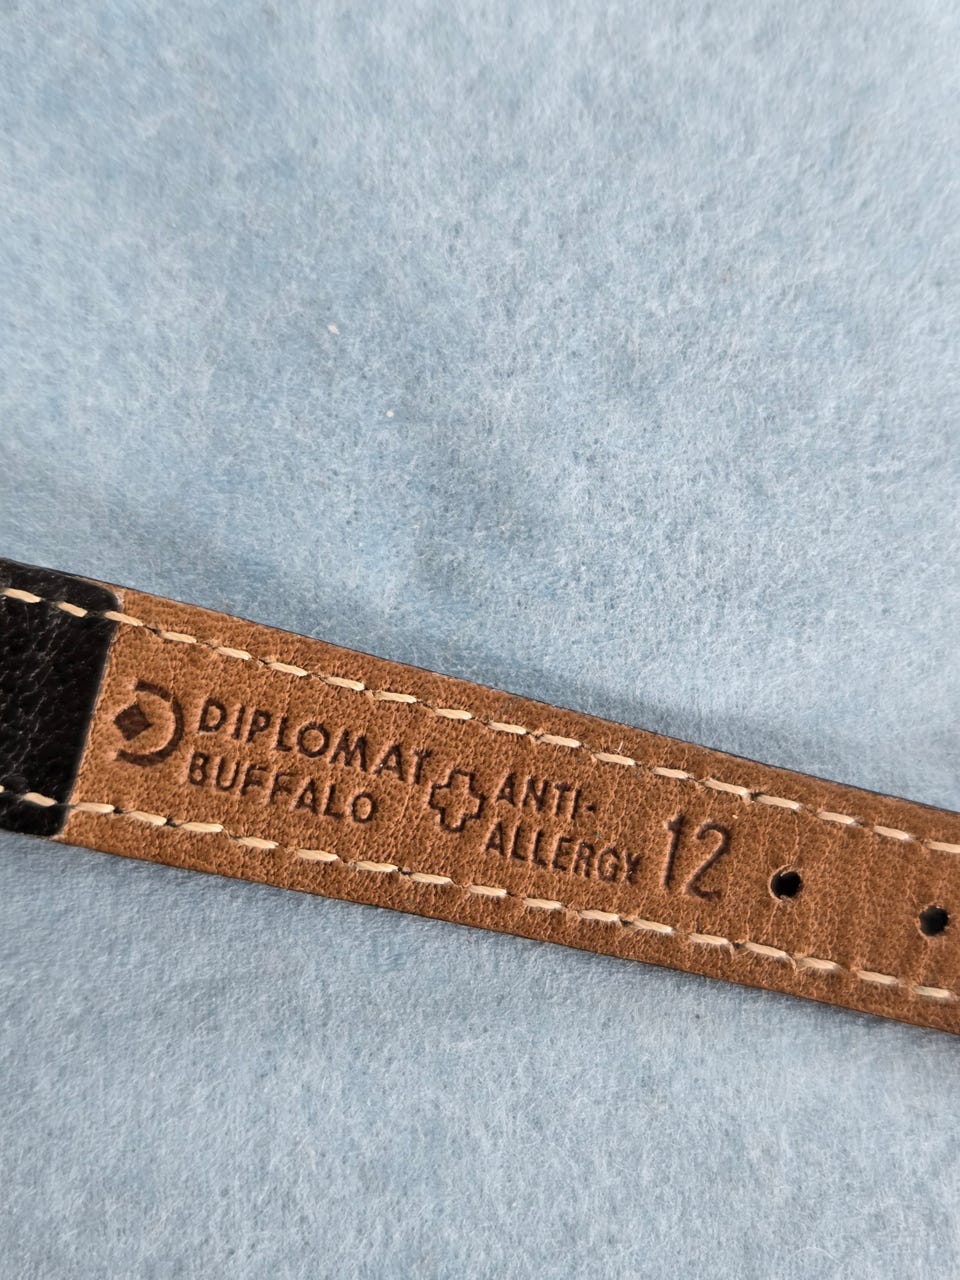 DIPLOMAT
BUFFALO
ANTI-
ALLERGY
12